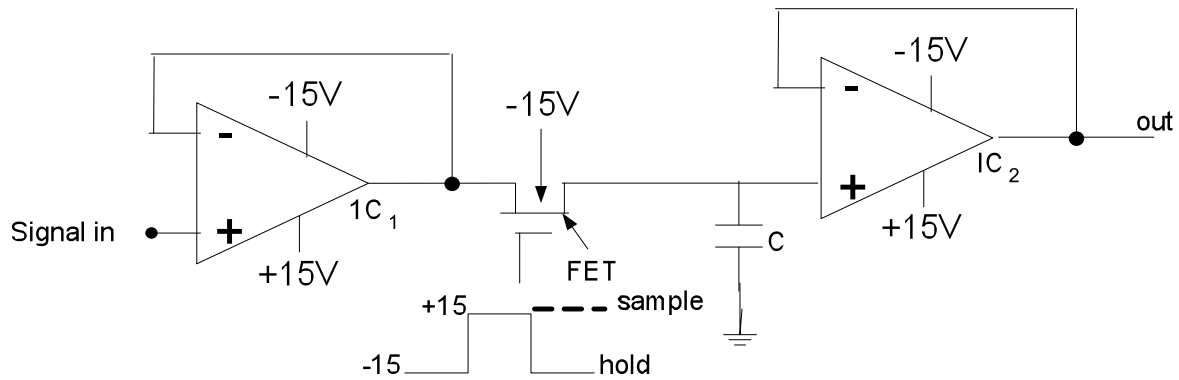 -15V
-
+
1C1
+15V
Signal in
-15V
FET
+15
sample
-15
hold
C
-15V
-
+
IC2
+15V
out